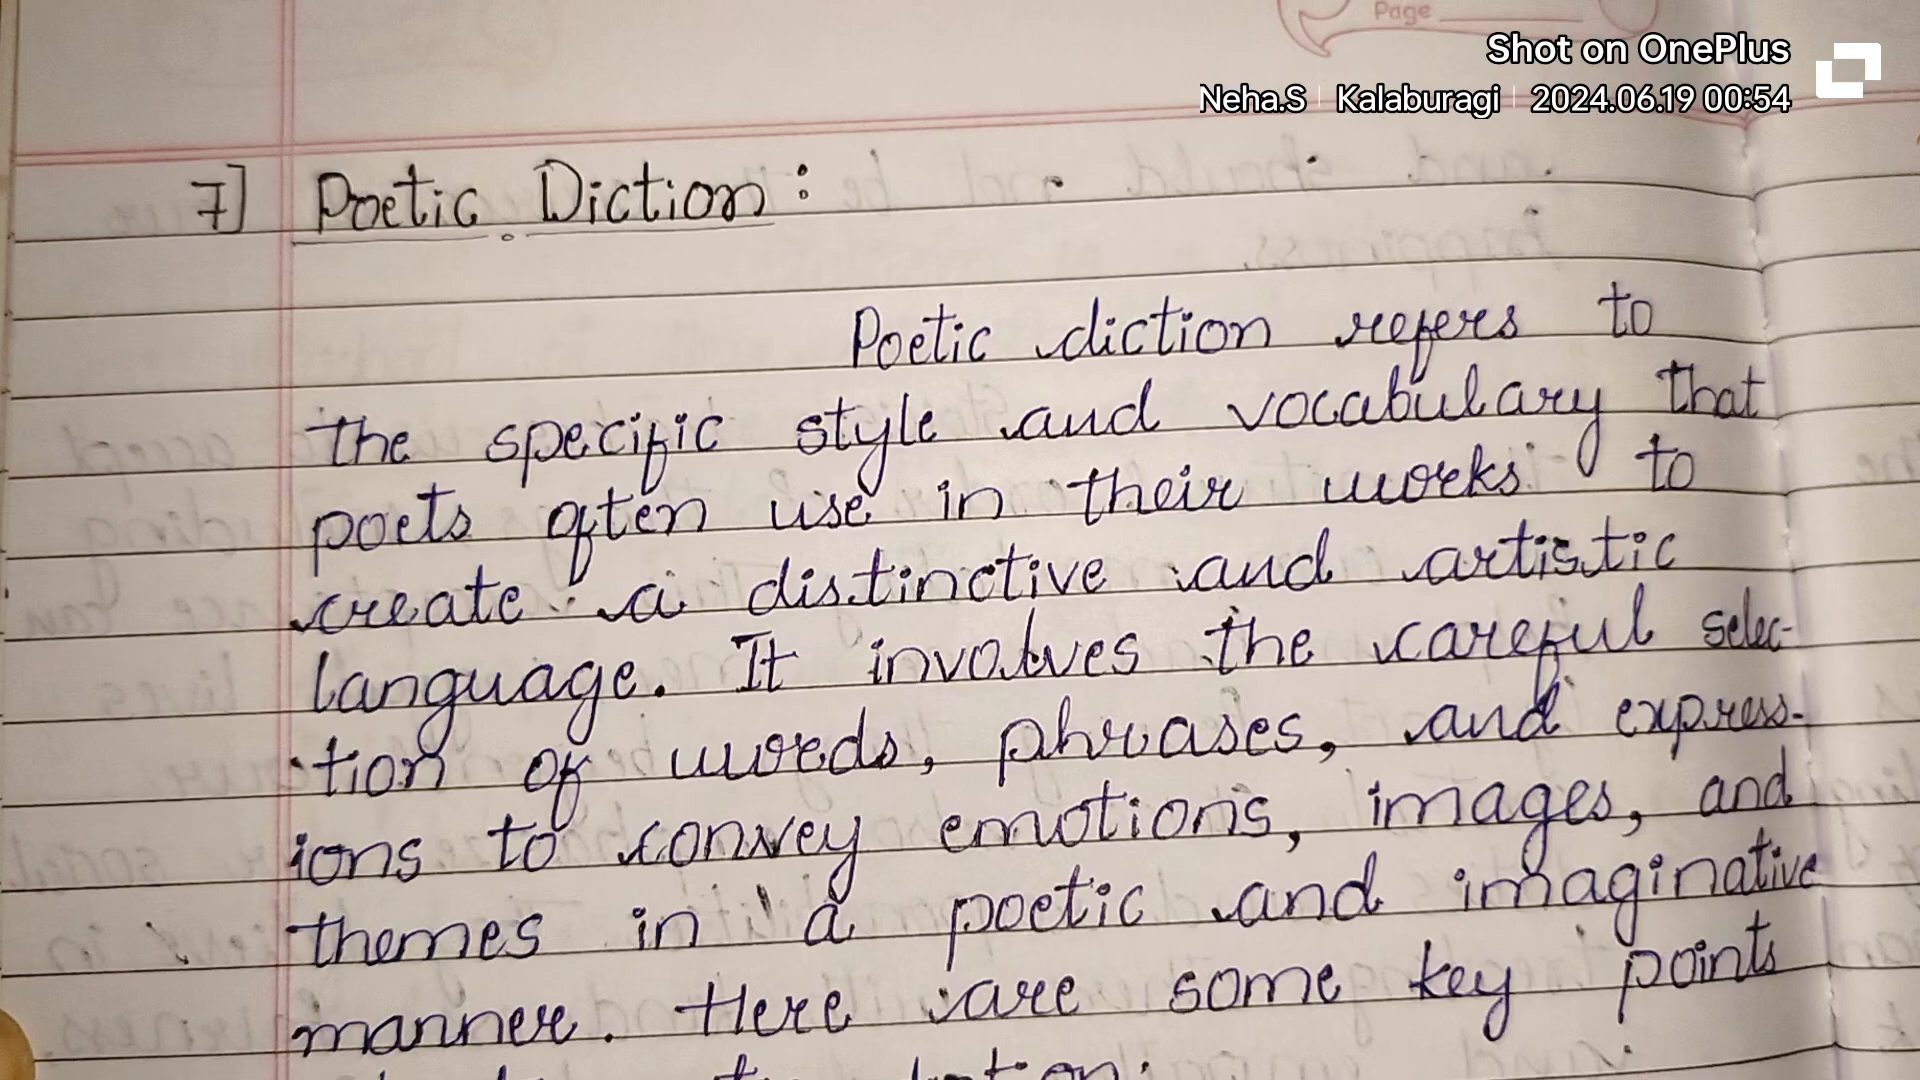 Page
Shot on OnePlus
Neha.S | Kalaburagi | 2024.06.19 00:54
7] Poetic Diction:
Poetic diction refers to
the specific style and vocabulary that
poets often use in their works to
create a distinctive and artistic
language. It involves the careful selec-
tion of words, phrases, and express-
ions to convey emotions, images, and
themes in a poetic and imaginative
manner. Here are some key points